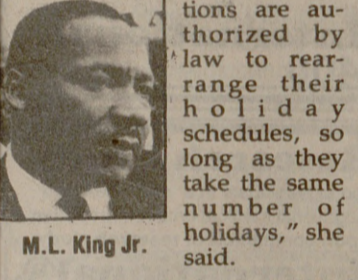 tions are au-
thorized by
law to rear-
range their
holiday
schedules, so
long as they
take the same
number of
holidays," she
said.
M.L. King Jr.